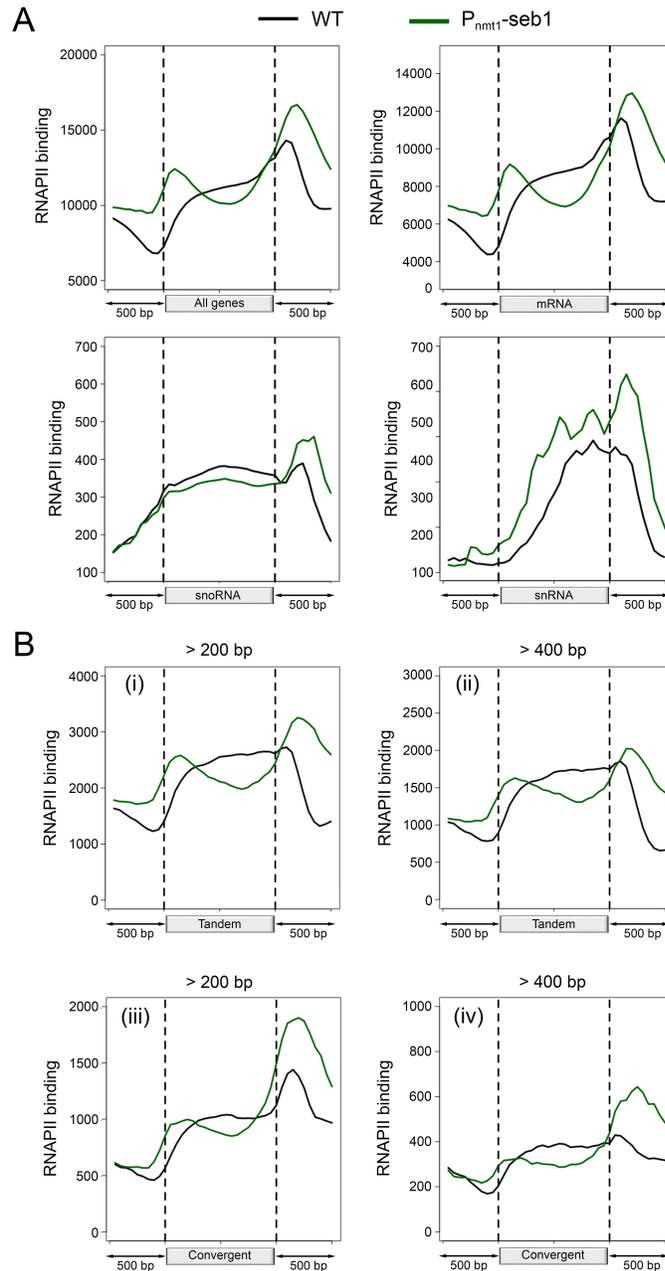 A
WT
Pnmt1-seb1
RNAPII binding
20000
15000
10000
5000
500 bp
All genes
500 bp
RNAPII binding
14000
12000
10000
8000
6000
4000
0
500 bp
mRNA
500 bp
RNAPII binding
700
600
500
400
300
200
100
500 bp
snoRNA
500 bp
RNAPII binding
700
600
500
400
300
200
100
500 bp
snRNA
500 bp
B
> 200 bp
(i)
RNAPII binding
4000
3000
2000
1000
0
500 bp
Tandem
500 bp
> 400 bp
(ii)
RNAPII binding
3000
2500
2000
1500
1000
500
0
500 bp
Tandem
500 bp
> 200 bp
(iii)
RNAPII binding
2000
1500
1000
500
0
500 bp
Convergent
500 bp
> 400 bp
(iv)
RNAPII binding
1000
800
600
400
200
0
500 bp
Convergent
500 bp